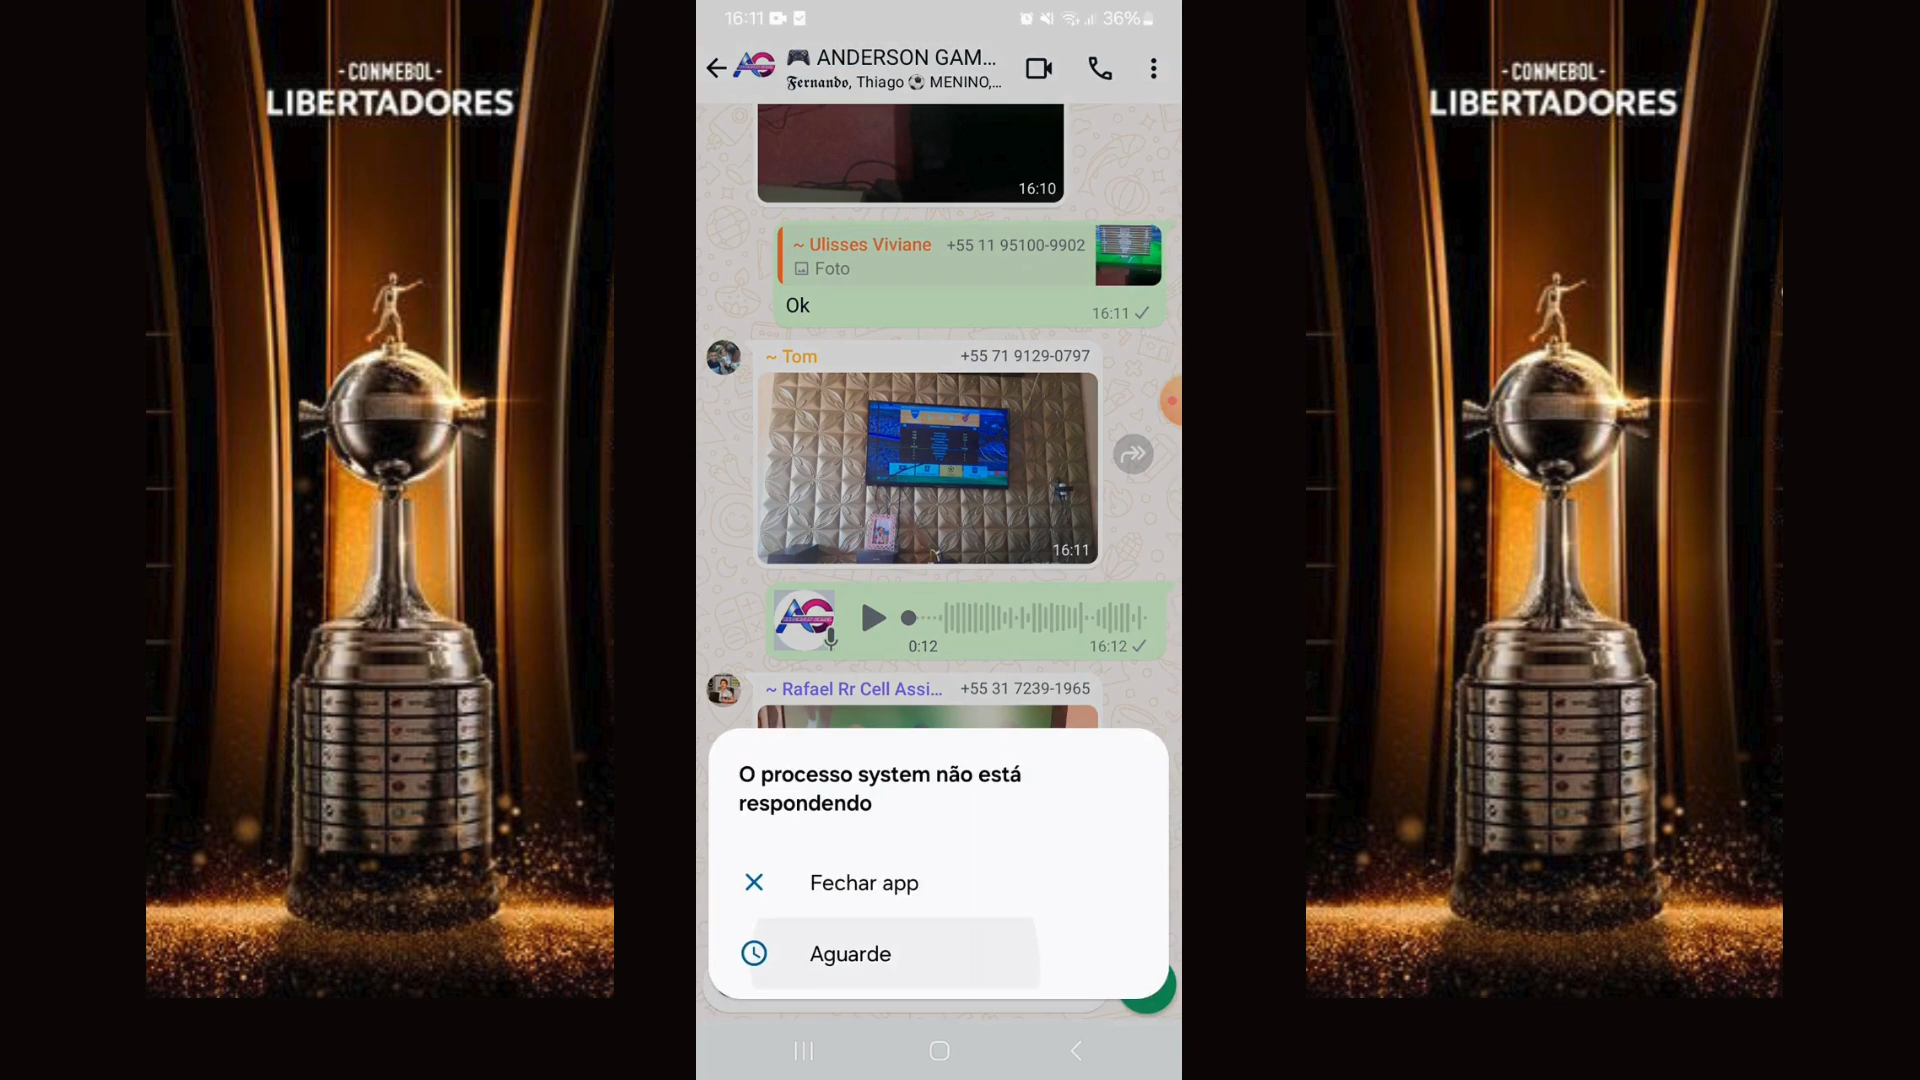 -CONMEBOL-
LIBERTADORES
16:11
36%
🎮 ANDERSON GAM...
𝕱𝖊𝖗𝖓𝖆𝖓𝖉𝖔, Thiago ⚽ MENINO,...
16:10
~ Ulisses Viviane +55 11 95100-9902
Foto
Ok
16:11
~ Tom +55 71 9129-0797
16:11
AG
0:12
16:12
~ Rafael Rr Cell Assi... +55 31 7239-1965
O processo system não está
respondendo
Fechar app
Aguarde
-CONMEBOL-
LIBERTADORES